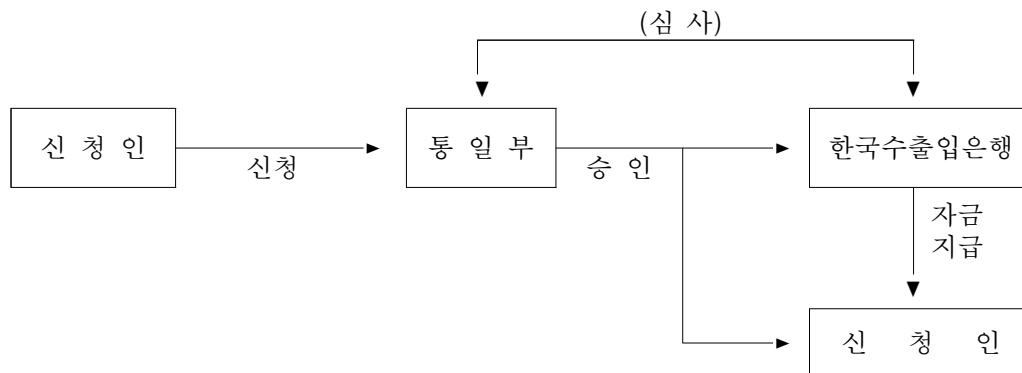 (심 사)
신 청 인
신청
통 일 부
승 인
한국수출입은행
자금
지급
신 청 인